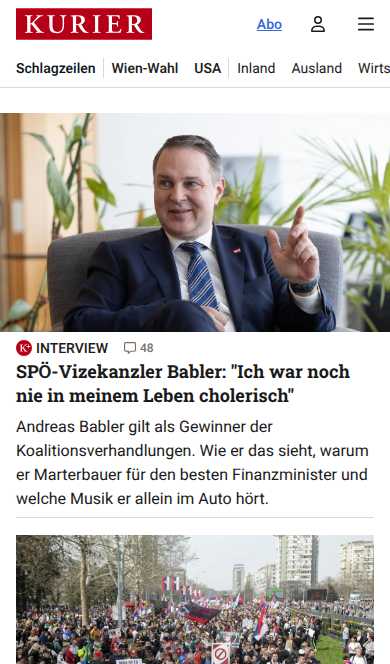 KURIER
Abo
Schlagzeilen Wien-Wahl USA Inland Ausland Wirts
K+ INTERVIEW 48
SPÖ-Vizekanzler Babler: "Ich war noch
nie in meinem Leben cholerisch"
Andreas Babler gilt als Gewinner der
Koalitionsverhandlungen. Wie er das sieht, warum
er Marterbauer für den besten Finanzminister und
welche Musik er allein im Auto hört.